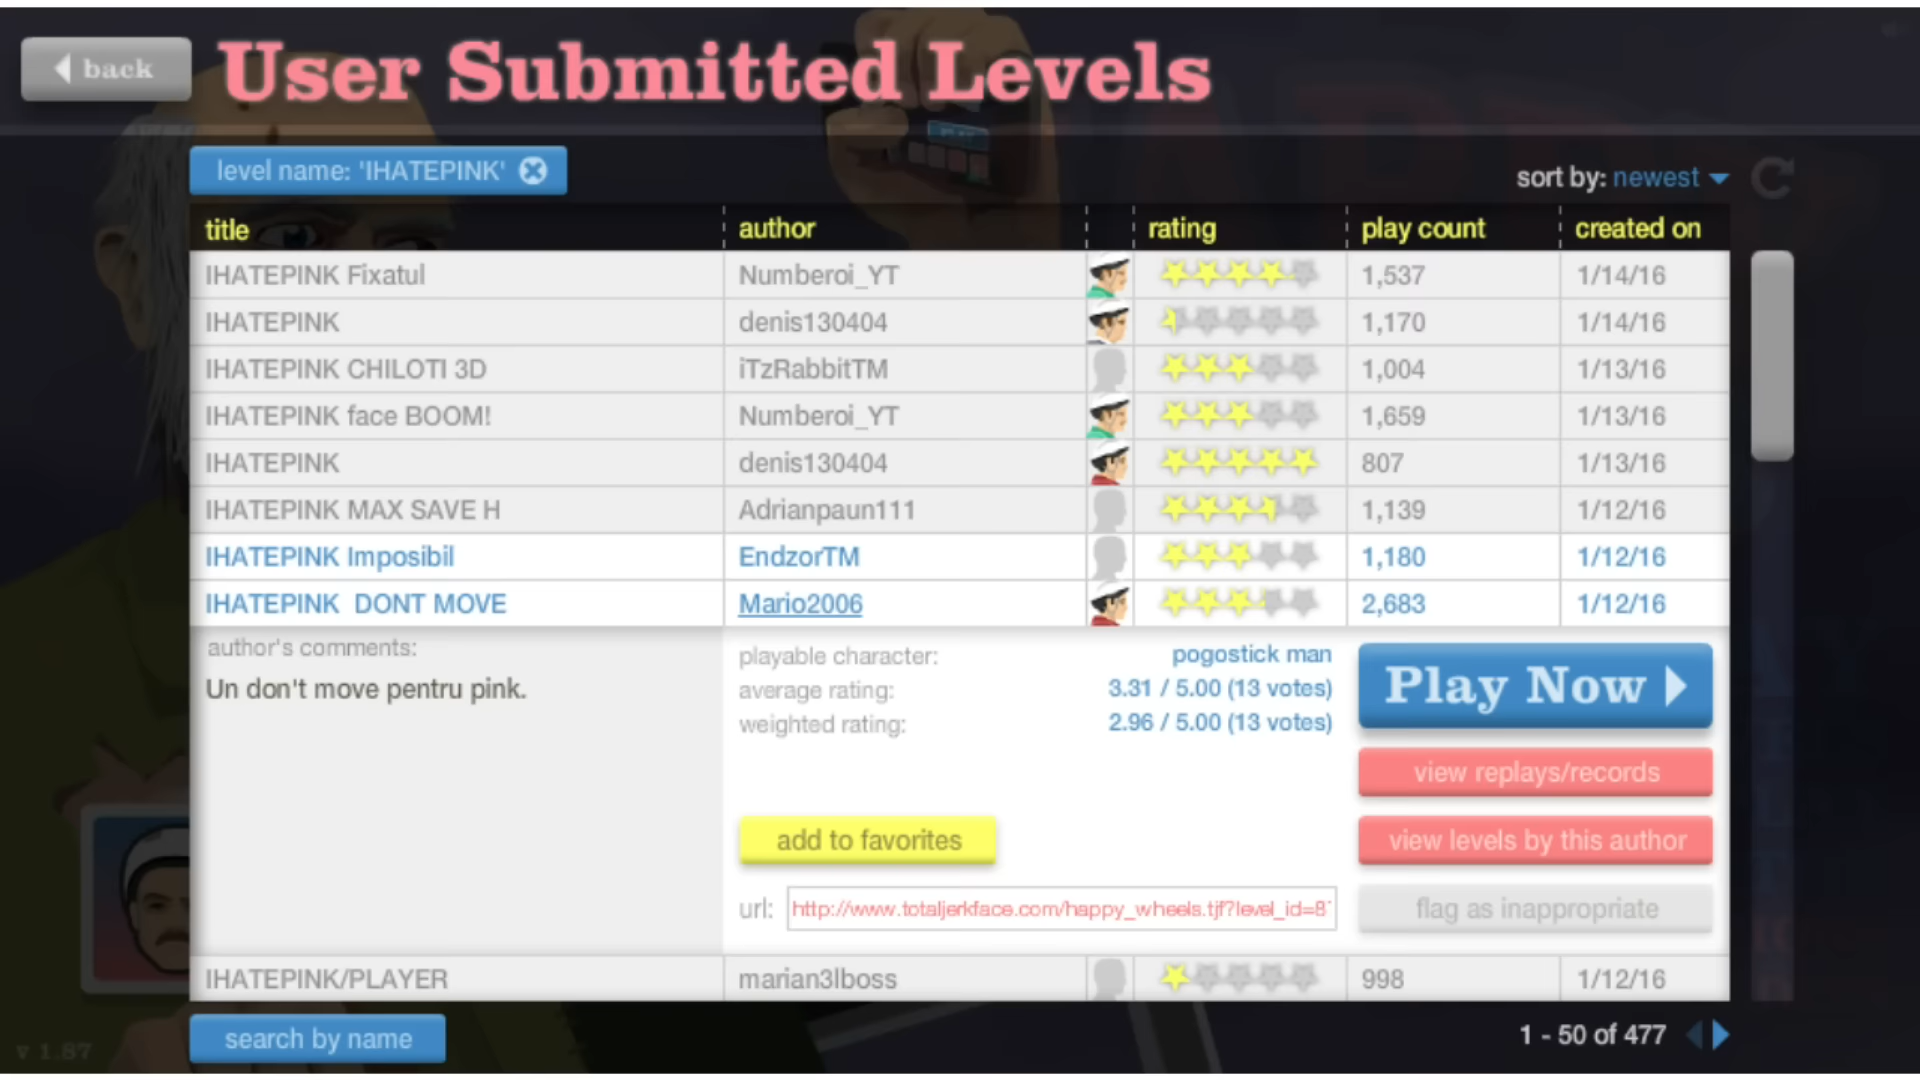 back
User Submitted Levels
level name: 'IHATEPINK'
sort by: newest
title author rating play count created on
IHATEPINK Fixatul Numberoi_YT 1,537 1/14/16
IHATEPINK denis130404 1,170 1/14/16
IHATEPINK CHILOTI 3D iTzRabbitTM 1,004 1/13/16
IHATEPINK face BOOM! Numberoi_YT 1,659 1/13/16
IHATEPINK denis130404 807 1/13/16
IHATEPINK MAX SAVE H Adrianpaun111 1,139 1/12/16
IHATEPINK Imposibil EndzorTM 1,180 1/12/16
IHATEPINK  DONT MOVE Mario2006 2,683 1/12/16
author's comments:
Un don't move pentru pink.
playable character: pogostick man
average rating: 3.31 / 5.00 (13 votes)
weighted rating: 2.96 / 5.00 (13 votes)
Play Now
view replays/records
add to favorites
view levels by this author
url: http://www.totaljerkface.com/happy_wheels.tjf?level_id=8
flag as inappropriate
IHATEPINK/PLAYER marian3lboss 998 1/12/16
search by name
1 - 50 of 477
v 1.87